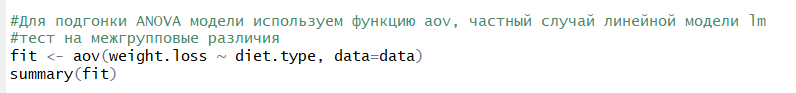 #Для подгонки ANOVA модели используем функцию aov, частный случай линейной модели lm
#тест на межгрупповые различия
fit <- aov(weight.loss ~ diet.type, data=data)
summary(fit)